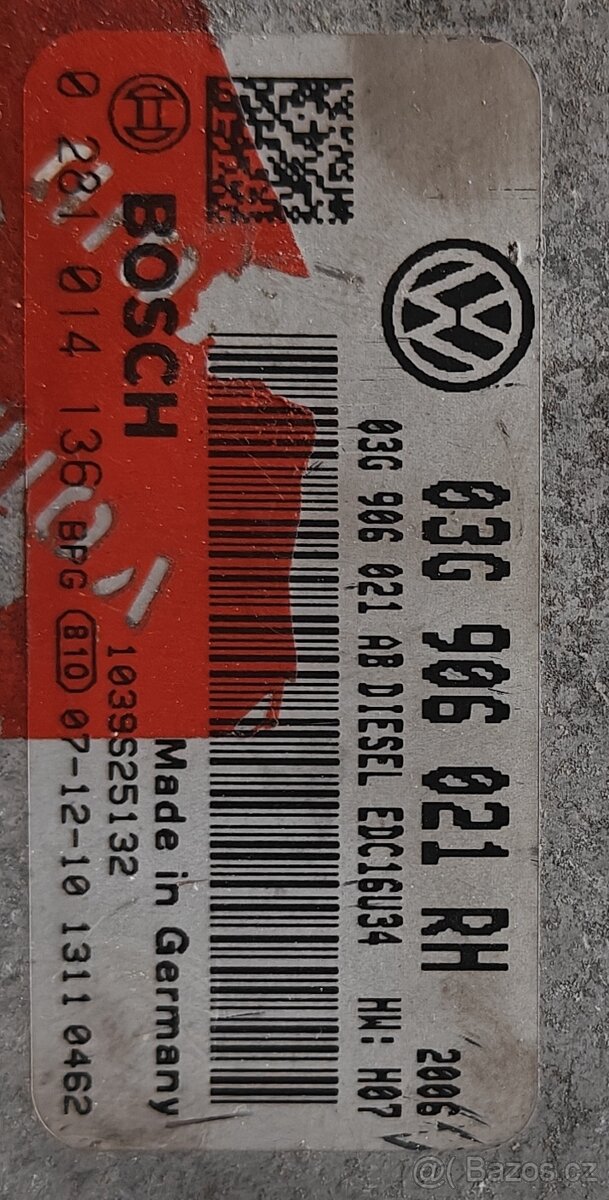 03G 906 021 RH
2006
03G 906 021 AB DIESEL EDC16U34 HW: H07
BOSCH
Made in Germany
1039S25132
0 281 014 136 BPG B10 07-12-10 1311 0462
@( Bazos.cz